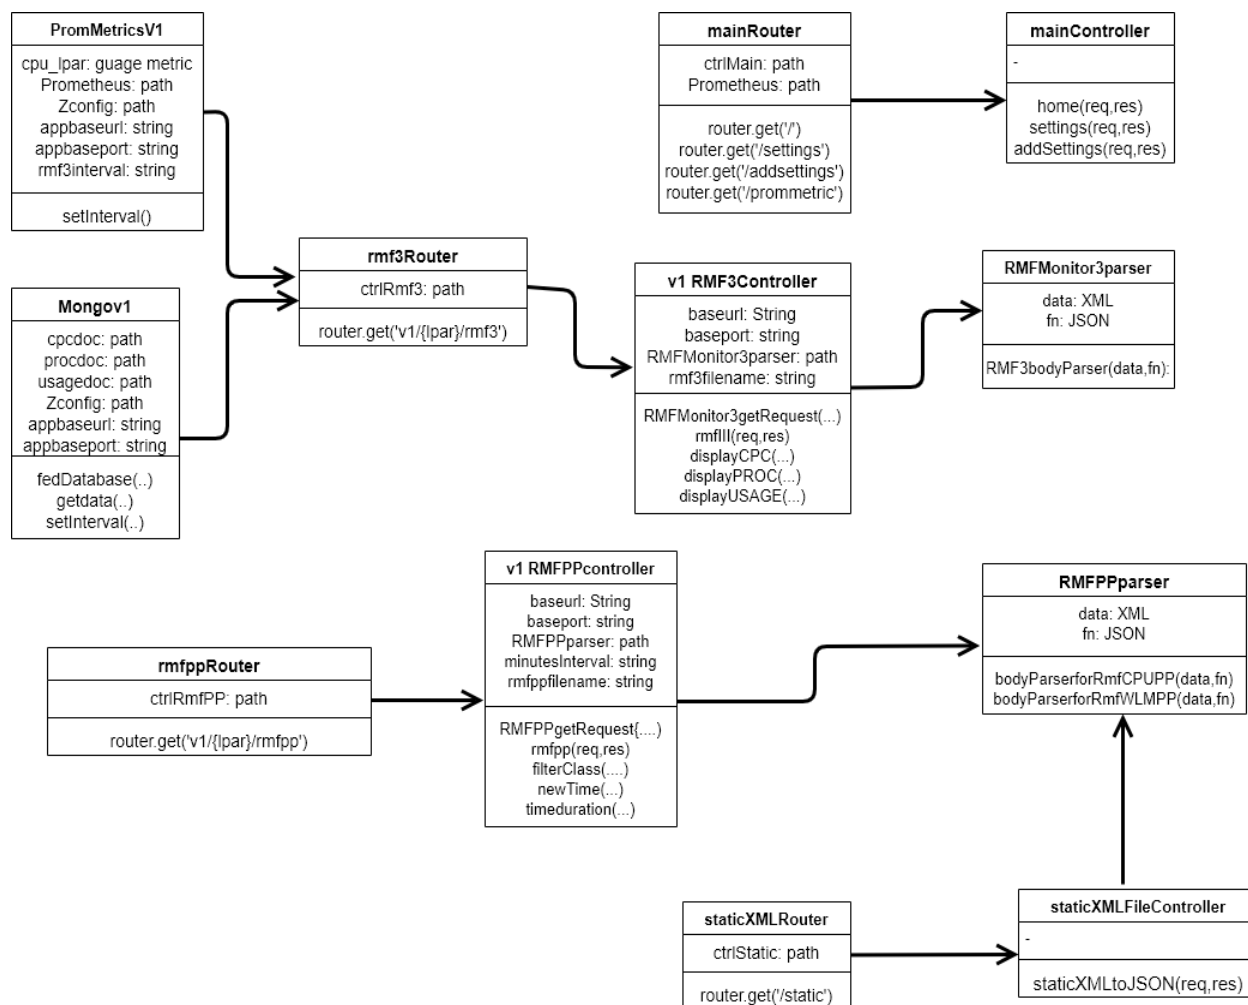 PromMetricsV1
cpu_lpar: guage metric
Prometheus: path
Zconfig: path
appbaseurl: string
appbaseport: string
rmf3interval: string
setInterval()
mainRouter
ctrlMain: path
Prometheus: path
router.get('/')
router.get('/settings')
router.get('/addsettings')
router.get('/prommetric')
mainController
-
home(req,res)
settings(req,res)
addSettings(req,res)
Mongov1
cpcdoc: path
procdoc: path
usagedoc: path
Zconfig: path
appbaseurl: string
appbaseport: string
fedDatabase(..)
getdata(..)
setInterval(..)
rmf3Router
ctrlRmf3: path
router.get('v1/{lpar}/rmf3')
v1 RMF3Controller
baseurl: String
baseport: string
RMFMonitor3parser: path
rmf3filename: string
RMFMonitor3getRequest(...)
rmfIII(req,res)
displayCPC(...)
displayPROC(...)
displayUSAGE(...)
RMFMonitor3parser
data: XML
fn: JSON
RMF3bodyParser(data,fn):
rmfppRouter
ctrlRmfPP: path
router.get('v1/{lpar}/rmfpp')
v1 RMFPPcontroller
baseurl: String
baseport: string
RMFPPparser: path
minutesInterval: string
rmfppfilename: string
RMFPPgetRequest{....)
rmfpp(req,res)
filterClass(....)
newTime(...)
timeduration(...)
RMFPPparser
data: XML
fn: JSON
bodyParserforRmfCPUPP(data,fn)
bodyParserforRmfWLMPP(data,fn)
staticXMLRouter
ctrlStatic: path
router.get('/static')
staticXMLFileController
-
staticXMLtoJSON(req,res)